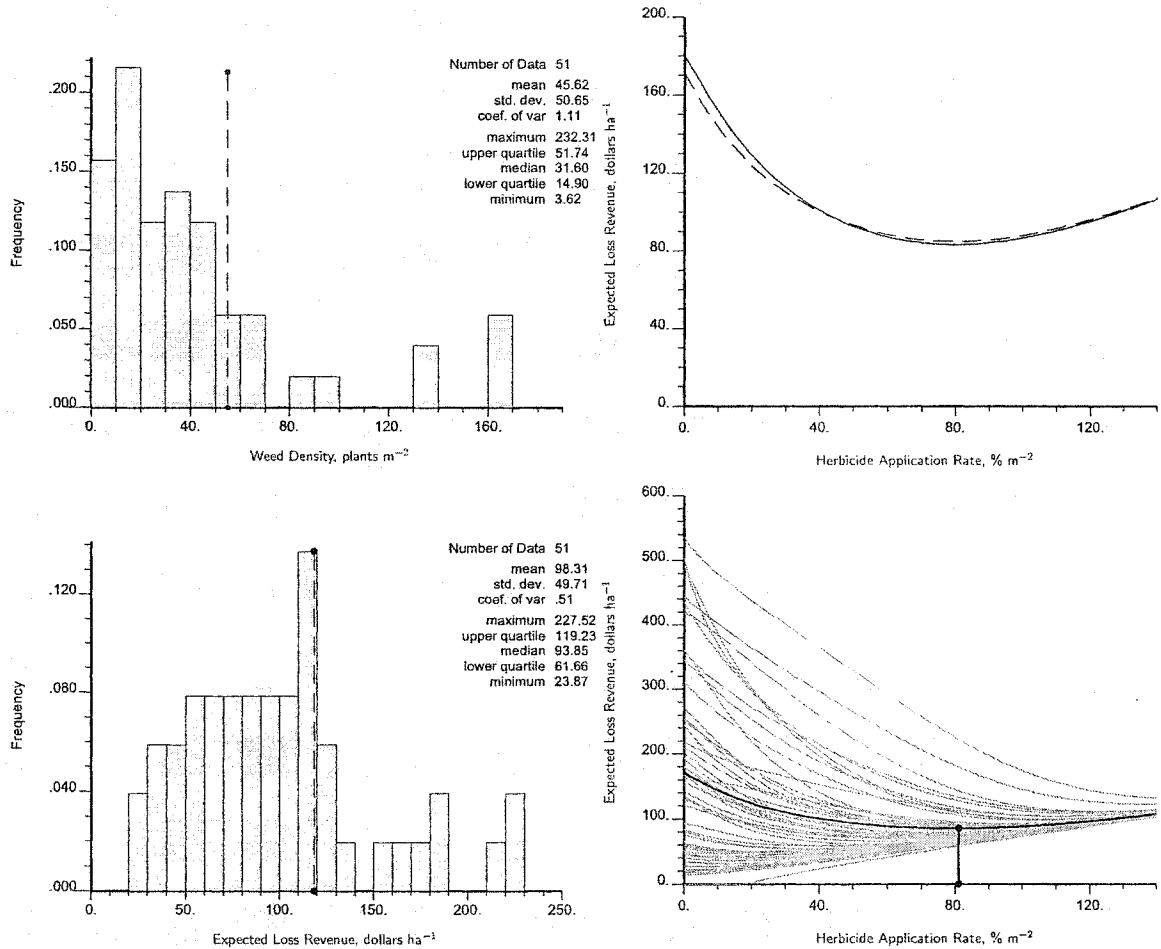 Number of Data 51
mean 45.62
std. dev. 50.65
coef. of var 1.11
maximum 232.31
upper quartile 51.74
median 31.60
lower quartile 14.90
minimum 3.62
Frequency
.200
.150
.100
.050
.000
0. 40. 80. 120. 160.
Weed Density, plants m⁻²
Expected Loss Revenue, dollars ha⁻¹
200.
160.
120.
80.
40.
0.
0. 40. 80. 120.
Herbicide Application Rate, % m⁻²
Number of Data 51
mean 98.31
std. dev. 49.71
coef. of var .51
maximum 227.52
upper quartile 119.23
median 93.85
lower quartile 61.66
minimum 23.87
Frequency
.120
.080
.040
.000
0. 50. 100. 150. 200. 250.
Expected Loss Revenue, dollars ha⁻¹
Expected Loss Revenue, dollars ha⁻¹
600.
500.
400.
300.
200.
100.
0.
0. 40. 80. 120.
Herbicide Application Rate, % m⁻²